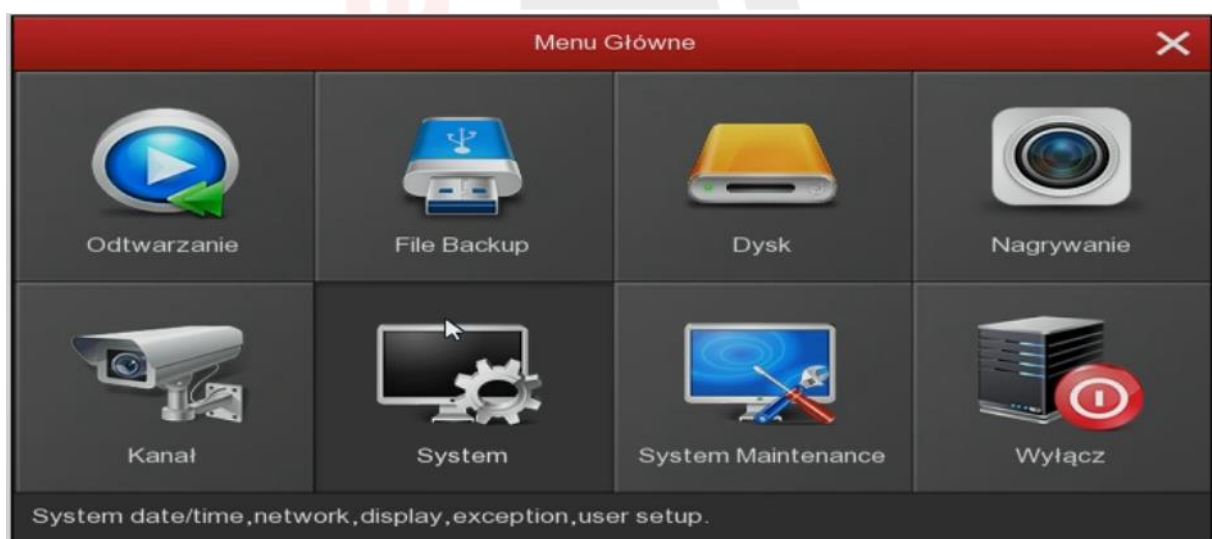 Menu Główne
Odtwarzanie
File Backup
Dysk
Nagrywanie
Kanał
System
System Maintenance
Wyłącz
System date/time,network,display,exception,user setup.